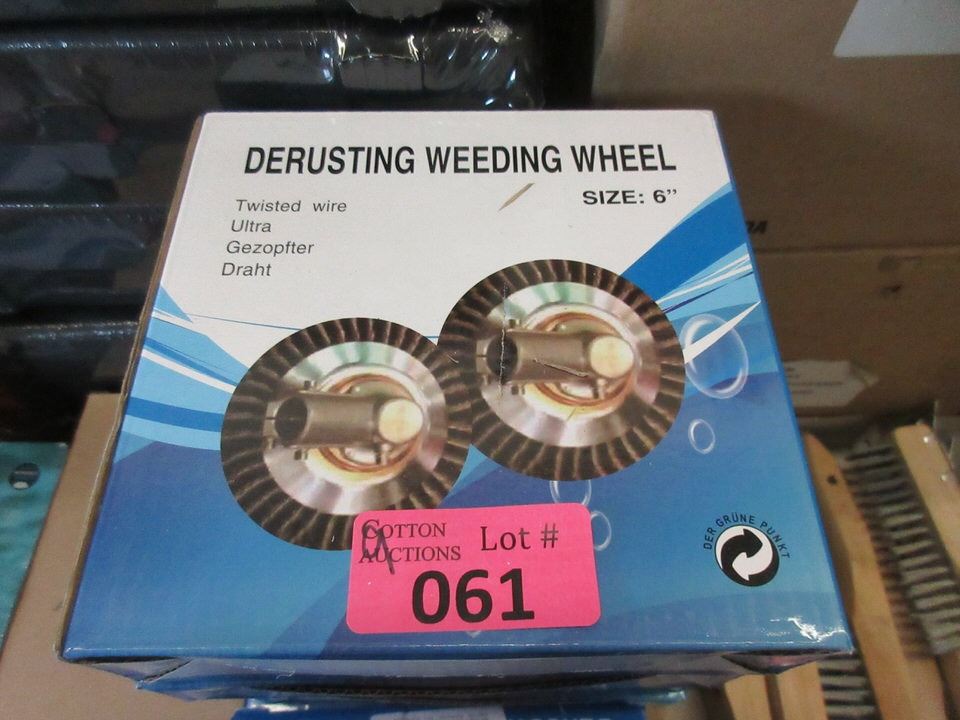 DERUSTING WEEDING WHEEL
SIZE: 6”
Twisted wire
Ultra
Gezopfter
Draht
COTTON
AUCTIONS
Lot #
061
DER GRÜNE PUNKT